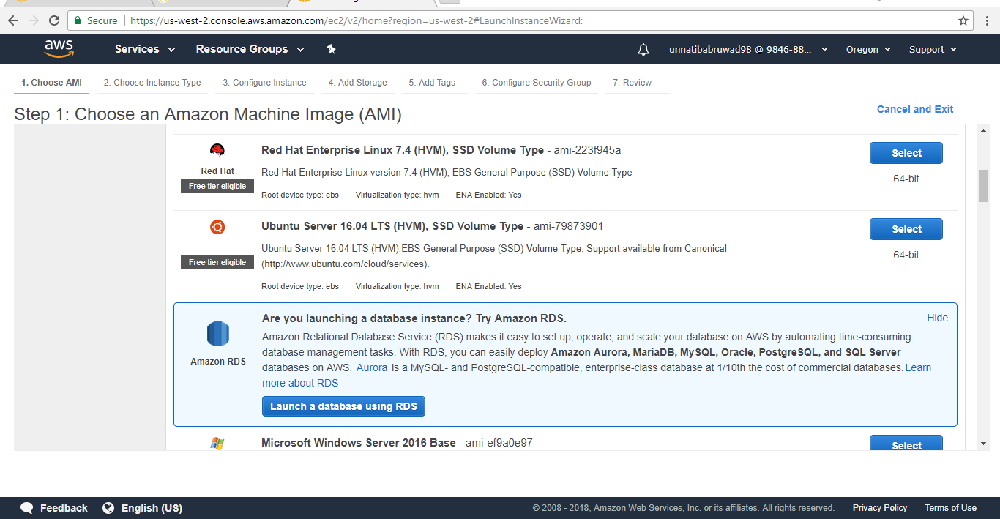 Secure https://us-west-2.console.aws.amazon.com/ec2/v2/home?region=us-west-2#LaunchInstanceWizard:
aws Services Resource Groups unnatibabruwad98 @ 9846-88... Oregon Support
1. Choose AMI 2. Choose Instance Type 3. Configure Instance 4. Add Storage 5. Add Tags 6. Configure Security Group 7. Review
Step 1: Choose an Amazon Machine Image (AMI) Cancel and Exit
Red Hat Enterprise Linux 7.4 (HVM), SSD Volume Type - ami-223f945a Select
Red Hat Red Hat Enterprise Linux version 7.4 (HVM), EBS General Purpose (SSD) Volume Type 64-bit
Free tier eligible
Root device type: ebs Virtualization type: hvm ENA Enabled: Yes
Ubuntu Server 16.04 LTS (HVM), SSD Volume Type - ami-79873901 Select
Ubuntu Server 16.04 LTS (HVM),EBS General Purpose (SSD) Volume Type. Support available from Canonical 64-bit
Free tier eligible (http://www.ubuntu.com/cloud/services).
Root device type: ebs Virtualization type: hvm ENA Enabled: Yes
Are you launching a database instance? Try Amazon RDS. Hide
Amazon Relational Database Service (RDS) makes it easy to set up, operate, and scale your database on AWS by automating time-consuming
database management tasks. With RDS, you can easily deploy Amazon Aurora, MariaDB, MySQL, Oracle, PostgreSQL, and SQL Server
Amazon RDS databases on AWS. Aurora is a MySQL- and PostgreSQL-compatible, enterprise-class database at 1/10th the cost of commercial databases. Learn
more about RDS
Launch a database using RDS
Microsoft Windows Server 2016 Base - ami-ef9a0e97 Select
Feedback English (US) © 2008 - 2018, Amazon Web Services, Inc. or its affiliates. All rights reserved. Privacy Policy Terms of Use